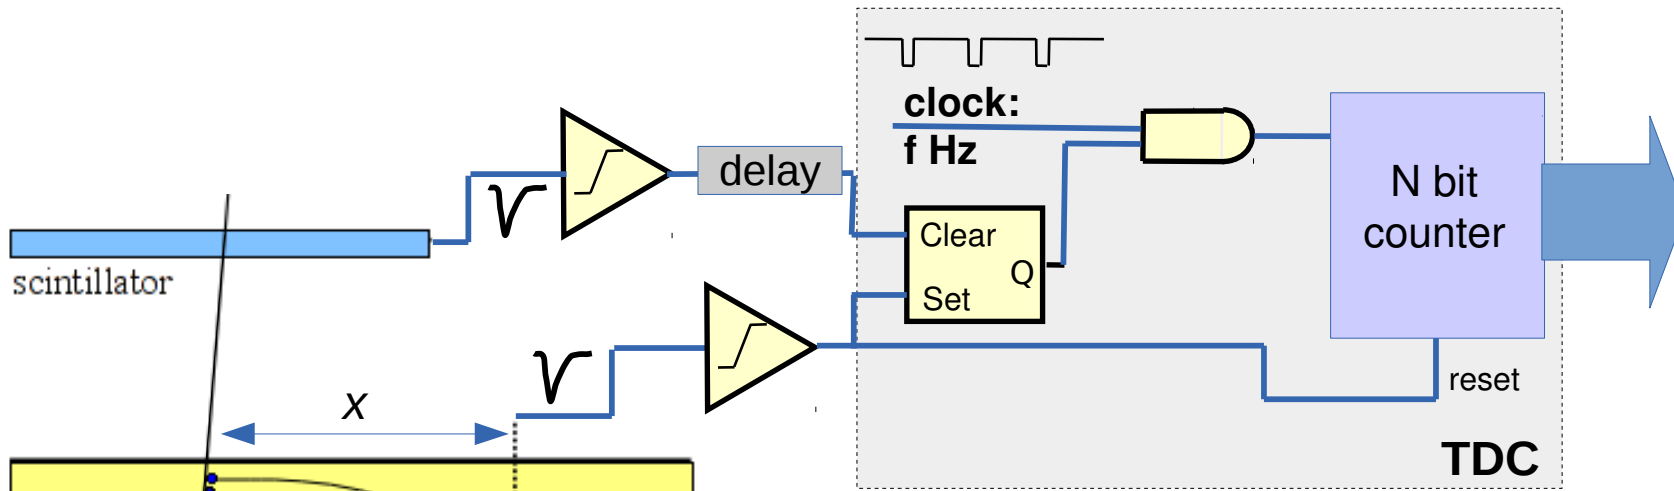 clock:
f Hz
delay
N bit
counter
Clear
Q
Set
scintillator
x
reset
TDC